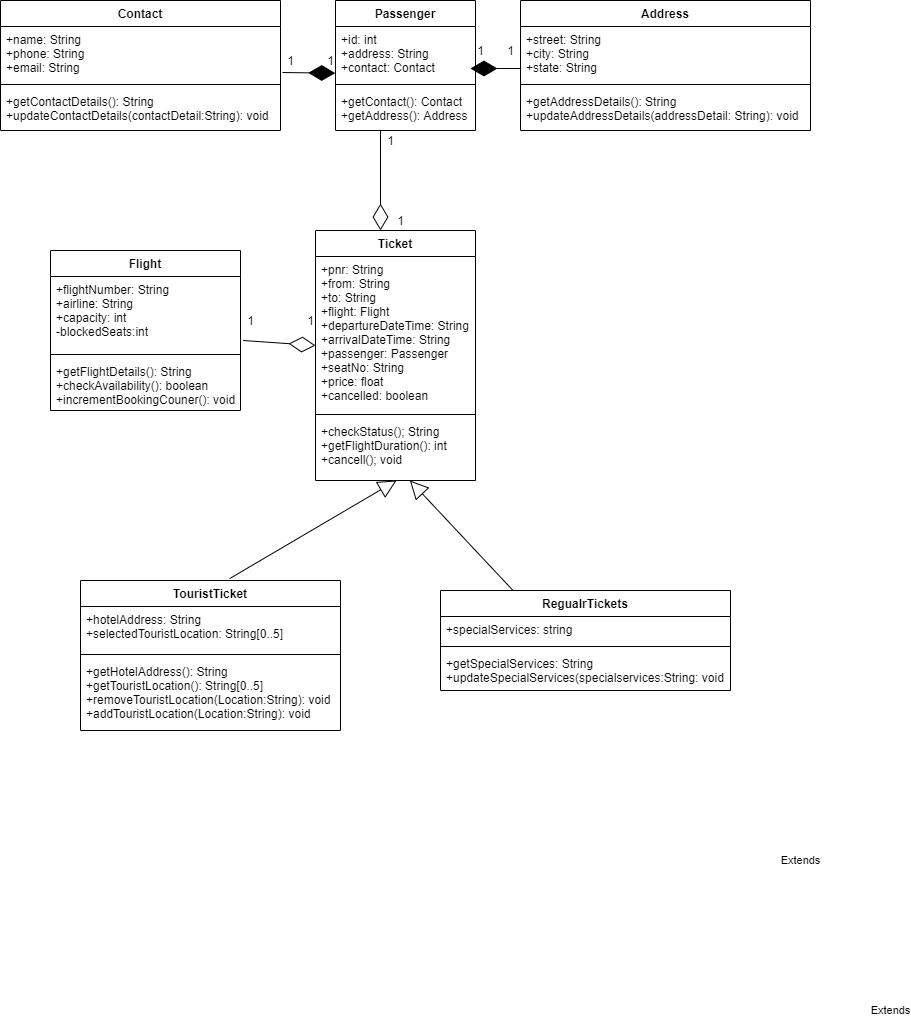 Contact
+name: String
+phone: String
+email: String
+getContactDetails(): String
+updateContactDetails(contactDetail:String): void
1
1
Passenger
+id: int
+address: String
+contact: Contact
+getContact(): Contact
+getAddress(): Address
1
1
Address
+street: String
+city: String
+state: String
+getAddressDetails(): String
+updateAddressDetails(addressDetail: String): void
1
1
Flight
+flightNumber: String
+airline: String
+capacity: int
-blockedSeats:int
+getFlightDetails(): String
+checkAvailability(): boolean
+incrementBookingCouner(): void
1
1
Ticket
+pnr: String
+from: String
+to: String
+flight: Flight
+departureDateTime: String
+arrivalDateTime: String
+passenger: Passenger
+seatNo: String
+price: float
+cancelled: boolean
+checkStatus(); String
+getFlightDuration(): int
+cancell(); void
TouristTicket
+hotelAddress: String
+selectedTouristLocation: String[0..5]
+getHotelAddress(): String
+getTouristLocation(): String[0..5]
+removeTouristLocation(Location:String): void
+addTouristLocation(Location:String): void
RegualrTickets
+specialServices: string
+getSpecialServices: String
+updateSpecialServices(specialservices:String: void
Extends
Extends